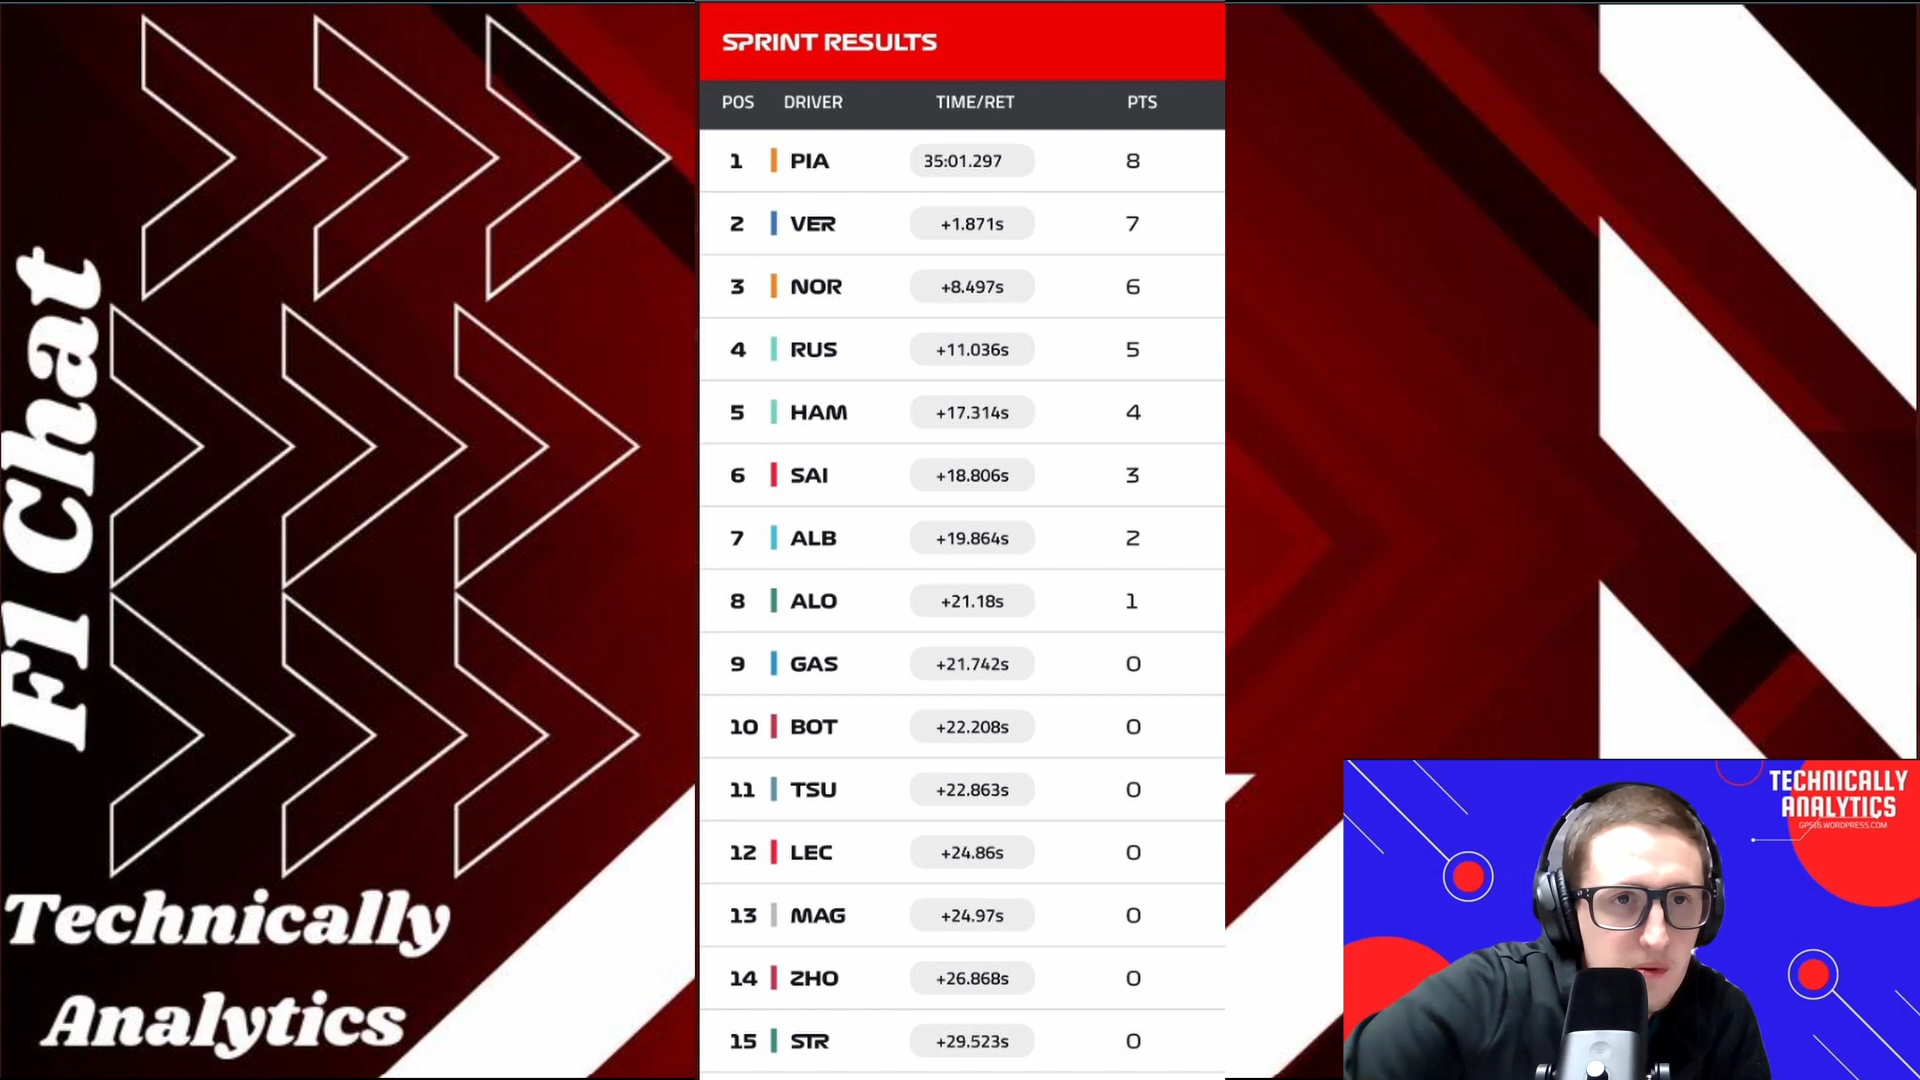 F1 Chat
Technically
Analytics
SPRINT RESULTS
POS DRIVER TIME/RET PTS
1 PIA 35:01.297 8
2 VER +1.871s 7
3 NOR +8.497s 6
4 RUS +11.036s 5
5 HAM +17.314s 4
6 SAI +18.806s 3
7 ALB +19.864s 2
8 ALO +21.18s 1
9 GAS +21.742s 0
10 BOT +22.208s 0
11 TSU +22.863s 0
12 LEC +24.86s 0
13 MAG +24.97s 0
14 ZHO +26.868s 0
15 STR +29.523s 0
TECHNICALLY
ANALYTICS
GPS16.WORDPRESS.COM